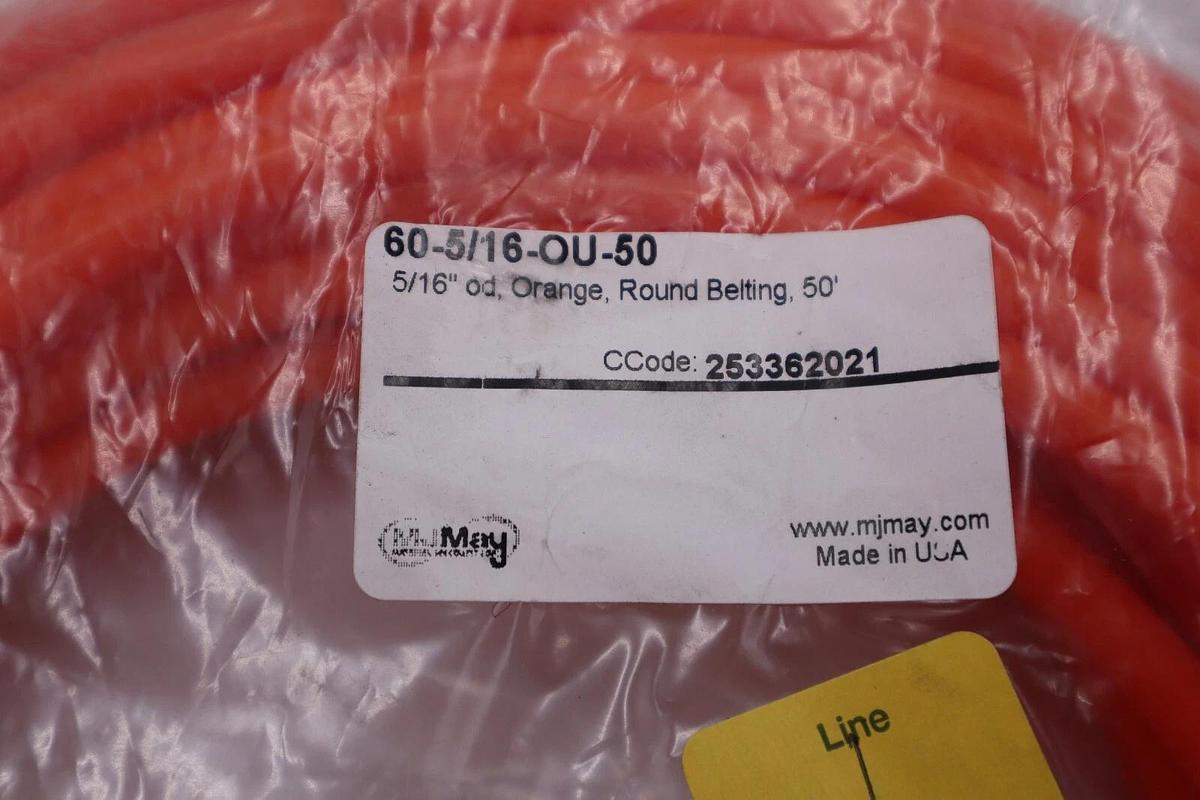 60-5/16-OU-50
5/16" od, Orange, Round Belting, 50'
CCode: 253362021
MJMay
www.mjmay.com
Made in USA
Line